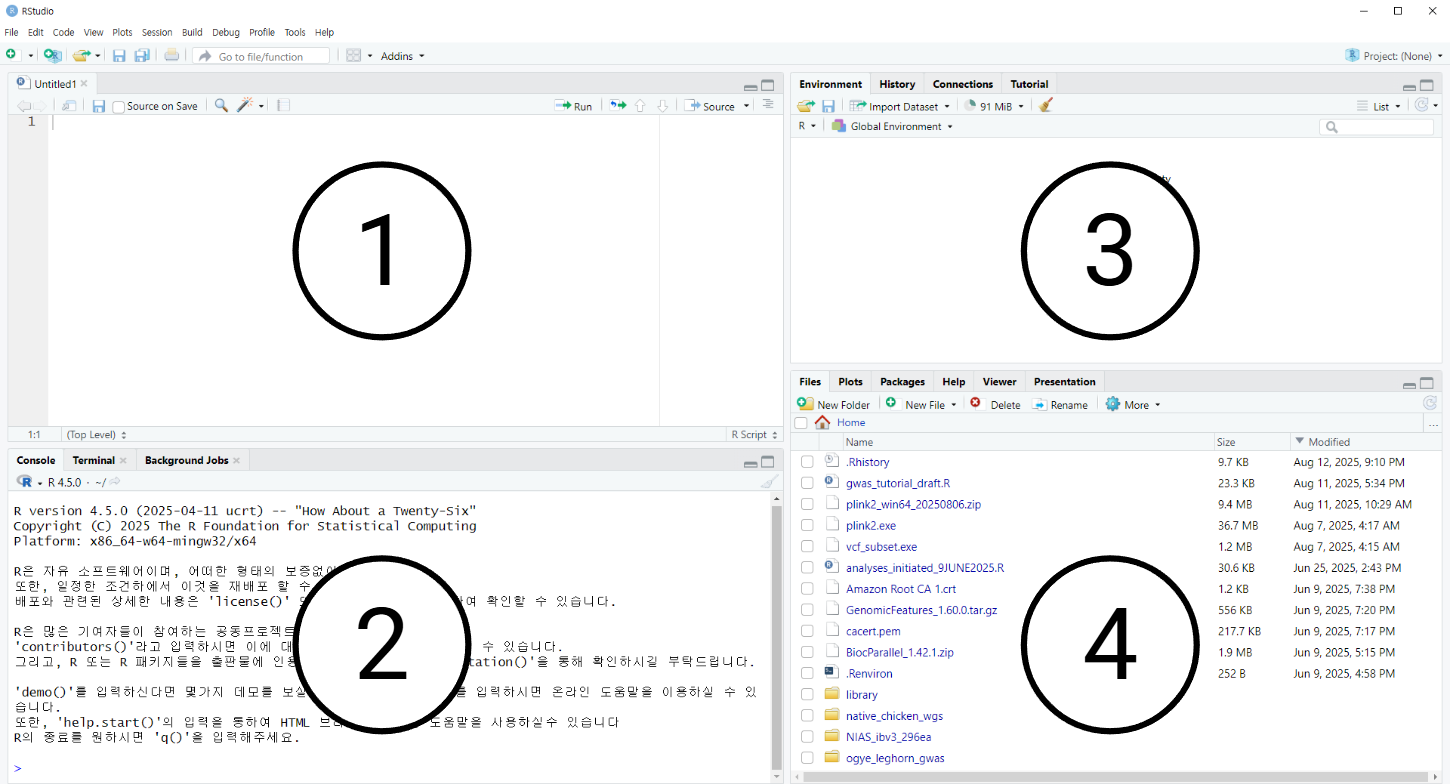 RStudio
File Edit Code View Plots Session Build Debug Profile Tools Help
Go to file/function Addins Project: (None)
Untitled1
Source on Save Run Source
1
1
1:1 (Top Level) R Script
Console Terminal Background Jobs
R 4.5.0 · ~/
R version 4.5.0 (2025-04-11 ucrt) -- "How About a Twenty-Six"
Copyright (C) 2025 The R Foundation for Statistical Computing
Platform: x86_64-w64-mingw32/x64
R은 자유 소프트웨어이며, 어떠한 형태의 보증없이
또한, 일정한 조건하에서 이것을 재배포 할 수
배포와 관련된 상세한 내용은 'license()' 확인할 수 있습니다.
R은 많은 기여자들이 참여하는 공동프로젝트
'contributors()'라고 입력하시면 이에 대 수 있습니다.
그리고, R 또는 R 패키지들을 출판물에 인용 tation()'을 통해 확인하시길 부탁드립니다.
'demo()'를 입력하신다면 몇가지 데모를 보실 를 입력하시면 온라인 도움말을 이용하실 수 있
습니다.
또한, 'help.start()'의 입력을 통하여 HTML 도움말을 사용하실수 있습니다
R의 종료를 원하시면 'q()'을 입력해주세요.
>
2
Environment History Connections Tutorial
Import Dataset 91 MiB List
R Global Environment
3
Files Plots Packages Help Viewer Presentation
New Folder New File Delete Rename More
Home ...
Name Size Modified
.Rhistory 9.7 KB Aug 12, 2025, 9:10 PM
gwas_tutorial_draft.R 23.3 KB Aug 11, 2025, 5:34 PM
plink2_win64_20250806.zip 9.4 MB Aug 11, 2025, 10:29 AM
plink2.exe 36.7 MB Aug 7, 2025, 4:17 AM
vcf_subset.exe 1.2 MB Aug 7, 2025, 4:15 AM
analyses_initiated_9JUNE2025.R 30.6 KB Jun 25, 2025, 2:43 PM
Amazon Root CA 1.crt 1.2 KB Jun 9, 2025, 7:38 PM
GenomicFeatures_1.60.0.tar.gz 556 KB Jun 9, 2025, 7:20 PM
cacert.pem 217.7 KB Jun 9, 2025, 7:17 PM
BiocParallel_1.42.1.zip 1.9 MB Jun 9, 2025, 5:15 PM
.Renviron 252 B Jun 9, 2025, 4:58 PM
library
native_chicken_wgs
NIAS_ibv3_296ea
ogye_leghorn_gwas
4